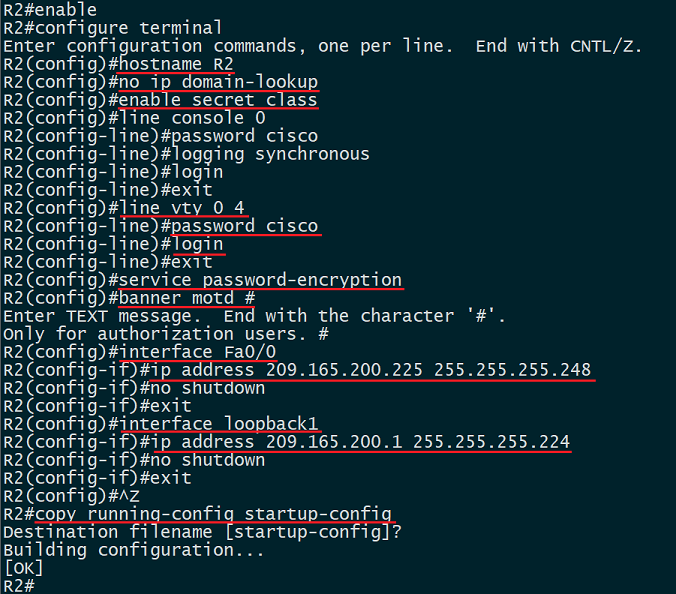 R2#enable
R2#configure terminal
Enter configuration commands, one per line.  End with CNTL/Z.
R2(config)#hostname R2
R2(config)#no ip domain-lookup
R2(config)#enable secret class
R2(config)#line console 0
R2(config-line)#password cisco
R2(config-line)#logging synchronous
R2(config-line)#login
R2(config-line)#exit
R2(config)#line vty 0 4
R2(config-line)#password cisco
R2(config-line)#login
R2(config-line)#exit
R2(config)#service password-encryption
R2(config)#banner motd #
Enter TEXT message.  End with the character '#'.
Only for authorization users. #
R2(config)#interface Fa0/0
R2(config-if)#ip address 209.165.200.225 255.255.255.248
R2(config-if)#no shutdown
R2(config-if)#exit
R2(config)#interface loopback1
R2(config-if)#ip address 209.165.200.1 255.255.255.224
R2(config-if)#no shutdown
R2(config-if)#exit
R2(config)#^Z
R2#copy running-config startup-config
Destination filename [startup-config]?
Building configuration...
[OK]
R2#